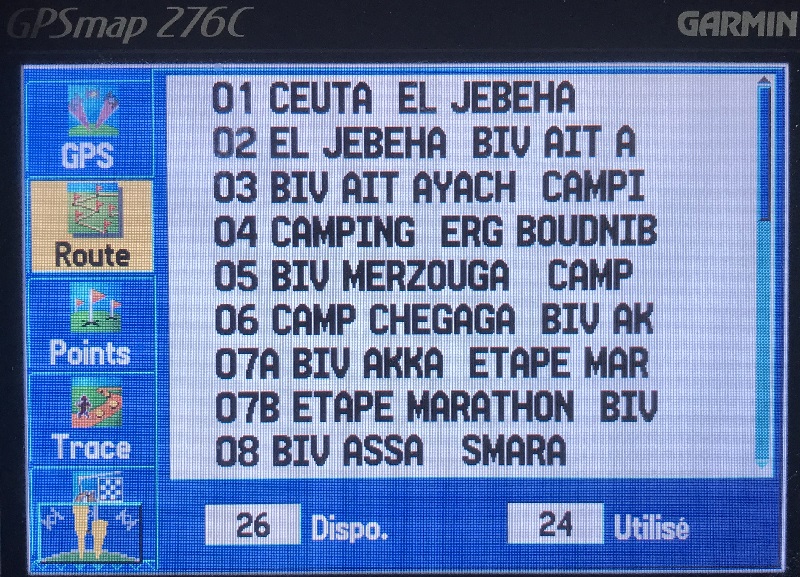 GPSmap 276C GARMIN
GPS
Route
Points
Trace
01 CEUTA EL JEBEHA
02 EL JEBEHA BIV AIT A
03 BIV AIT AYACH CAMPI
04 CAMPING ERG BOUDNIB
05 BIV MERZOUGA CAMP
06 CAMP CHEGAGA BIV AK
07A BIV AKKA ETAPE MAR
07B ETAPE MARATHON BIV
08 BIV ASSA SMARA
26 Dispo. 24 Utilisé